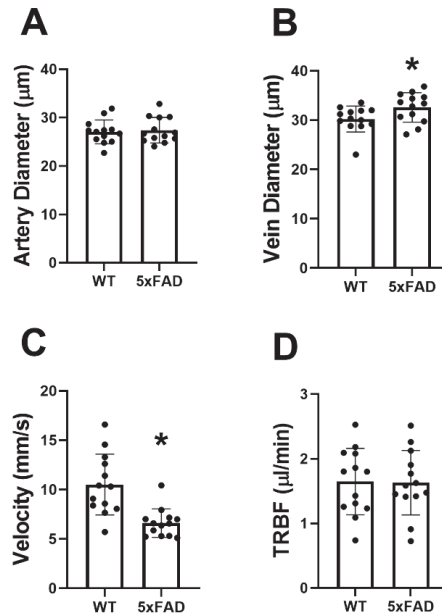 A
Artery Diameter (μm)
40
30
20
10
0
WT 5xFAD
B
Vein Diameter (μm)
40
30
20
10
0
*
WT 5xFAD
C
Velocity (mm/s)
20
15
10
5
0
*
WT 5xFAD
D
TRBF (μl/min)
3
2
1
0
WT 5xFAD